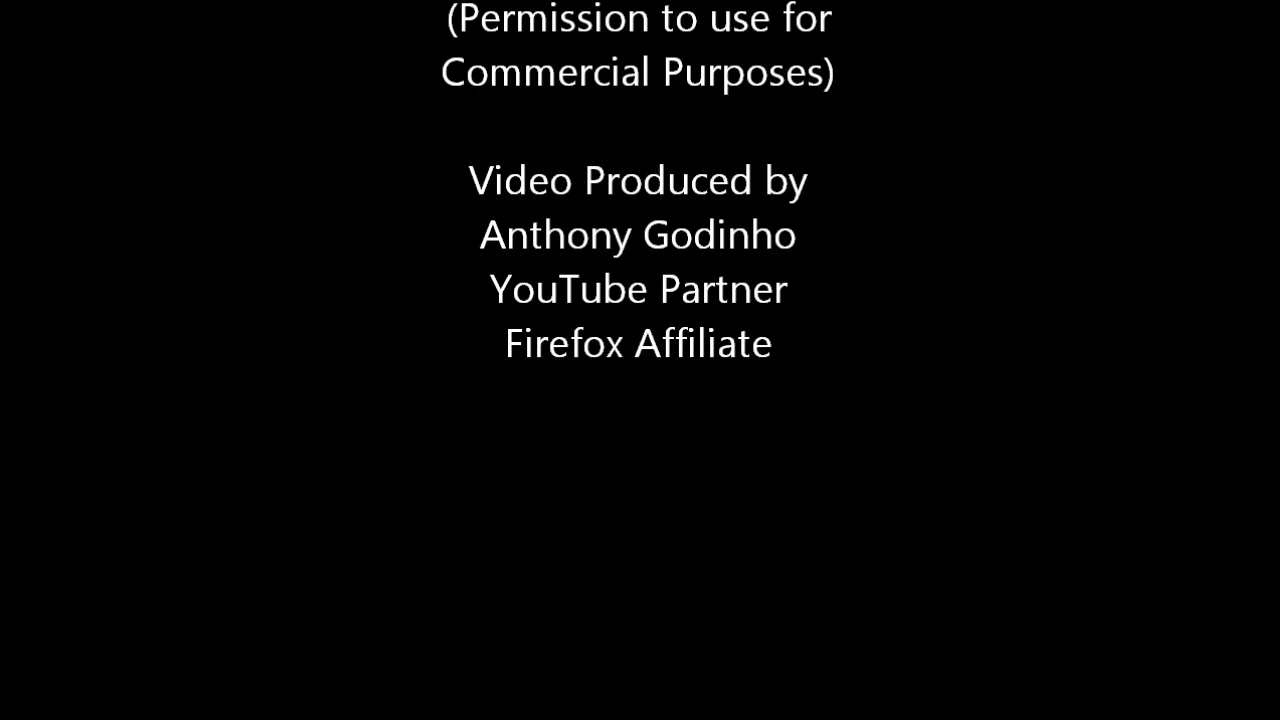 (Permission to use for
Commercial Purposes)
Video Produced by
Anthony Godinho
YouTube Partner
Firefox Affiliate